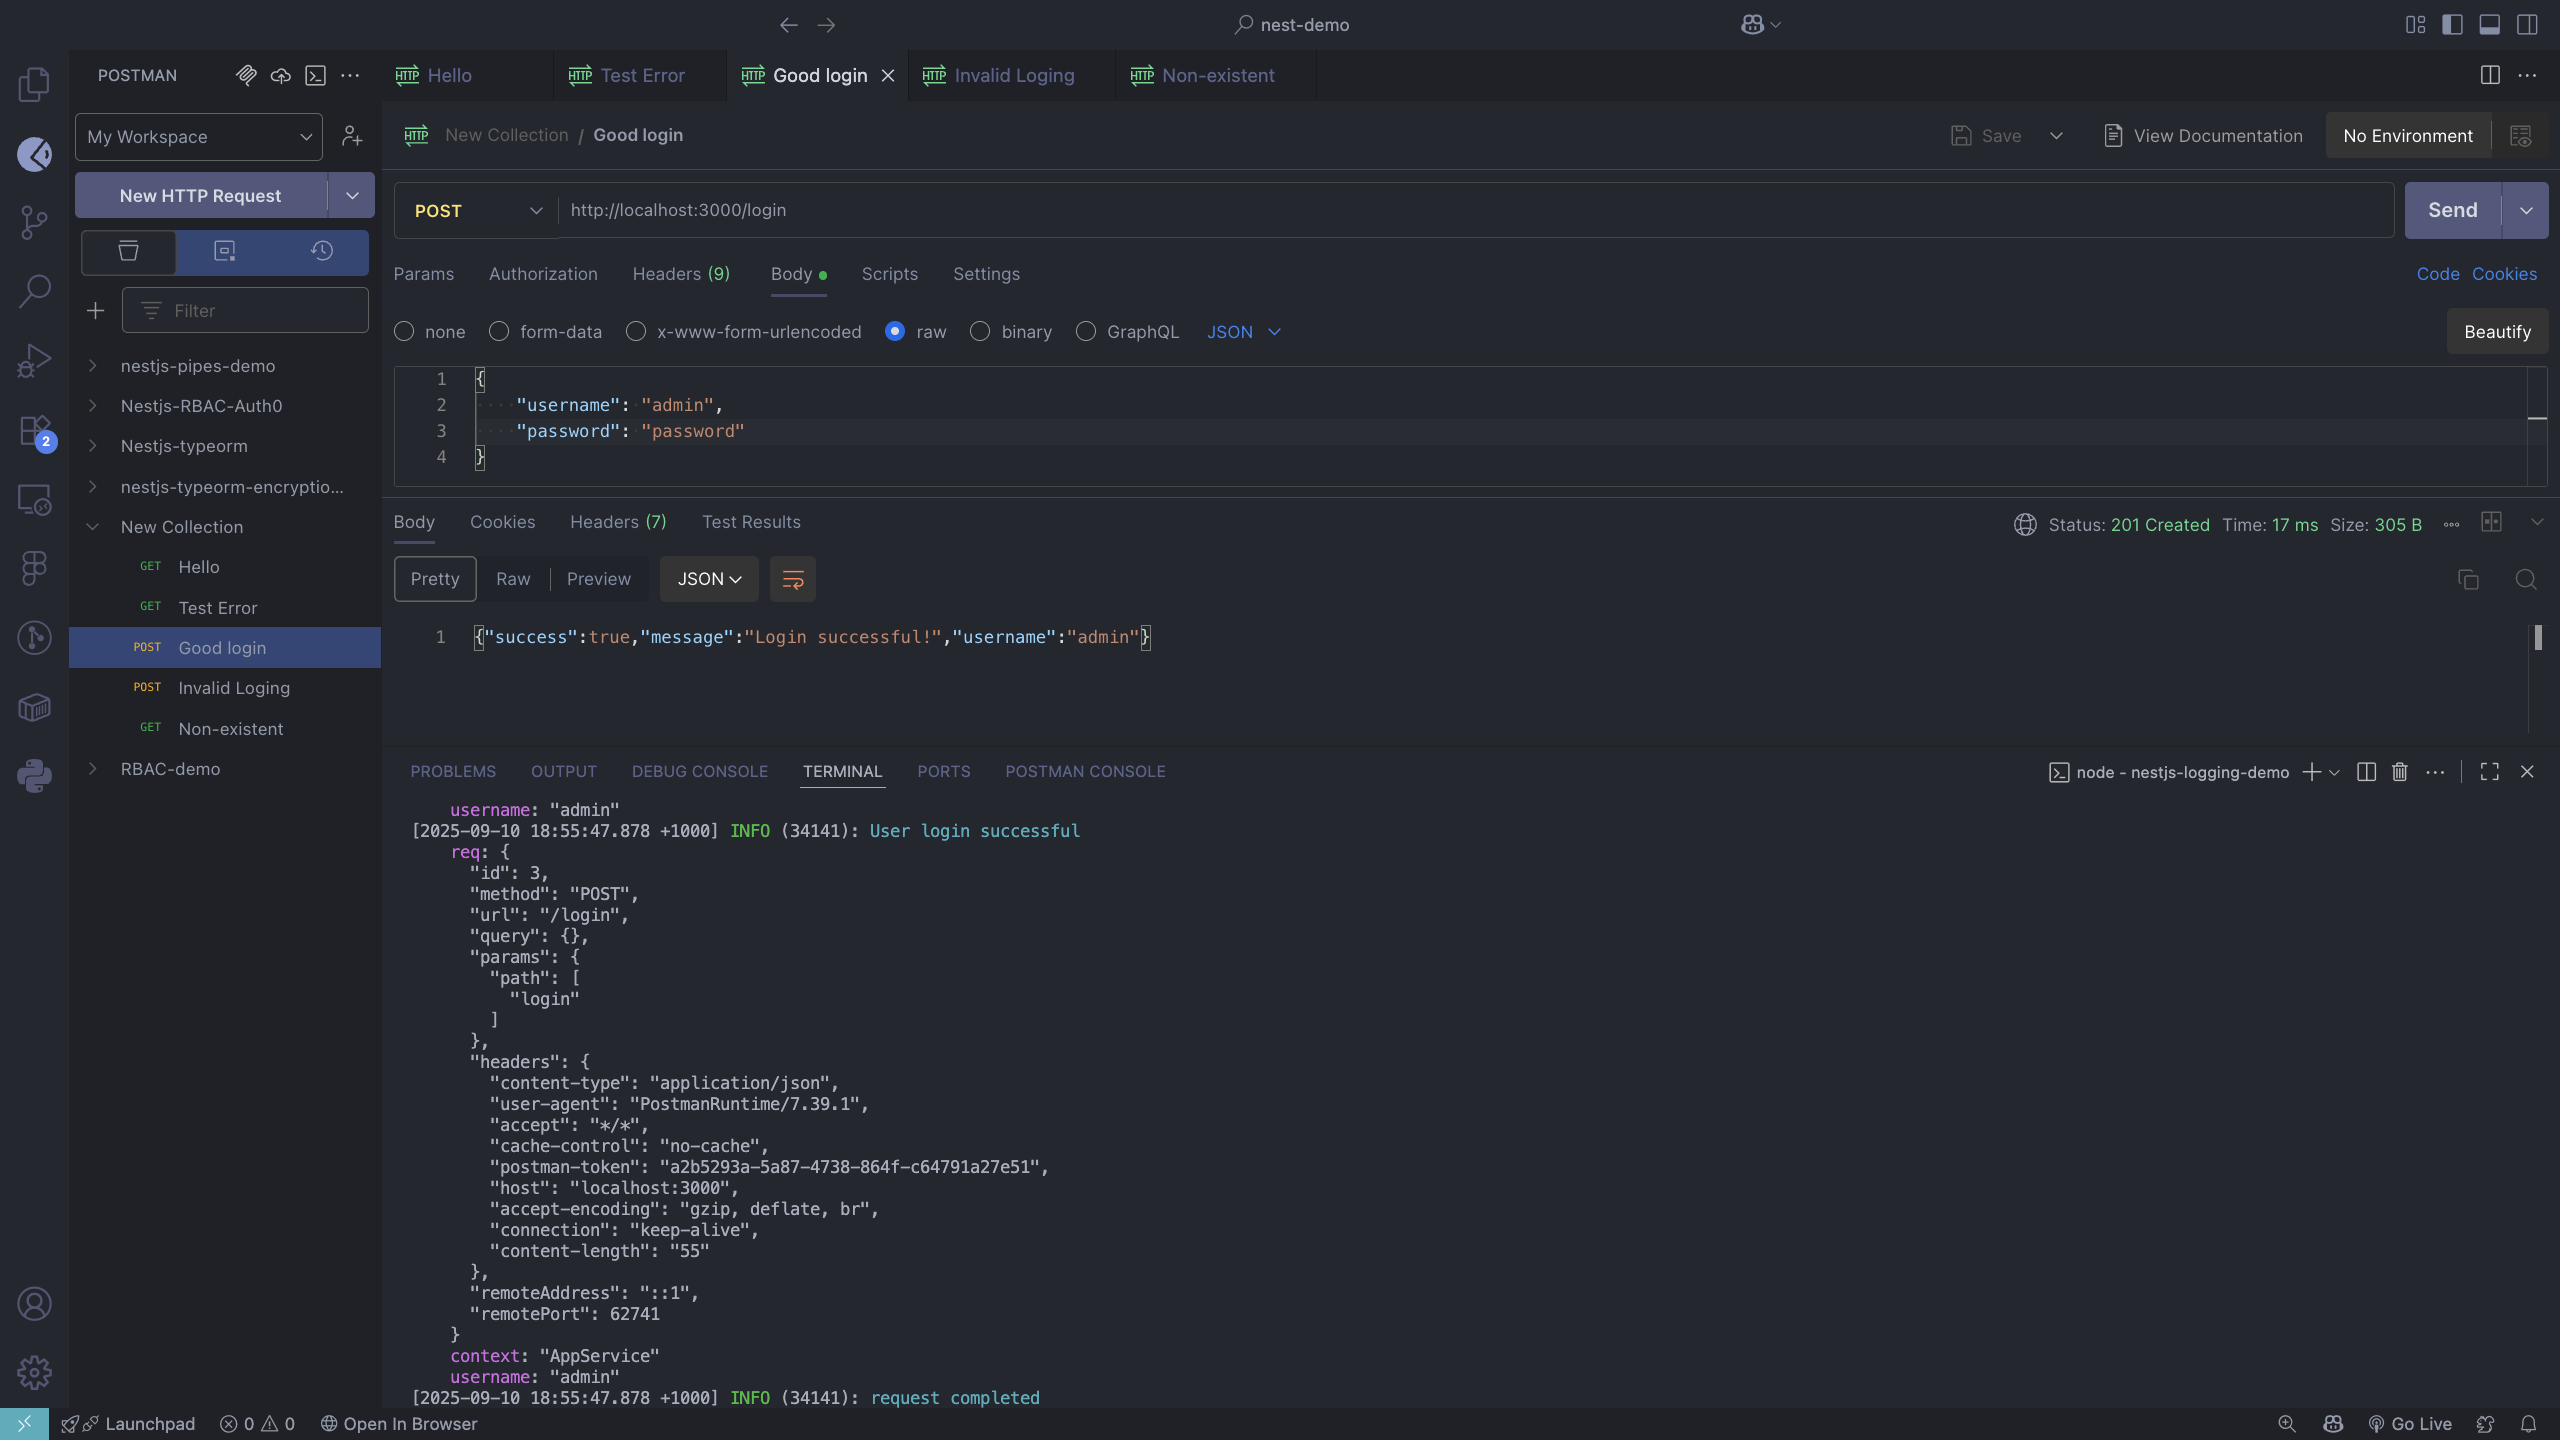 nest-demo
POSTMAN
Hello
Test Error
Good login
Invalid Loging
Non-existent
My Workspace
New Collection / Good login
Save
View Documentation
No Environment
New HTTP Request
POST
http://localhost:3000/login
Send
Params
Authorization
Headers (9)
Body
Scripts
Settings
Code
Cookies
Filter
none
form-data
x-www-form-urlencoded
raw
binary
GraphQL
JSON
Beautify
nestjs-pipes-demo
Nestjs-RBAC-Auth0
Nestjs-typeorm
nestjs-typeorm-encryptio...
New Collection
GET Hello
GET Test Error
POST Good login
POST Invalid Loging
GET Non-existent
RBAC-demo
2
1 {
2 "username": "admin",
3 "password": "password"
4 }
Body
Cookies
Headers (7)
Test Results
Status: 201 Created Time: 17 ms Size: 305 B
Pretty
Raw
Preview
JSON
1 {"success":true,"message":"Login successful!","username":"admin"}
PROBLEMS
OUTPUT
DEBUG CONSOLE
TERMINAL
PORTS
POSTMAN CONSOLE
node - nestjs-logging-demo
username: "admin"
[2025-09-10 18:55:47.878 +1000] INFO (34141): User login successful
req: {
"id": 3,
"method": "POST",
"url": "/login",
"query": {},
"params": {
"path": [
"login"
]
},
"headers": {
"content-type": "application/json",
"user-agent": "PostmanRuntime/7.39.1",
"accept": "*/*",
"cache-control": "no-cache",
"postman-token": "a2b5293a-5a87-4738-864f-c64791a27e51",
"host": "localhost:3000",
"accept-encoding": "gzip, deflate, br",
"connection": "keep-alive",
"content-length": "55"
},
"remoteAddress": "::1",
"remotePort": 62741
}
context: "AppService"
username: "admin"
[2025-09-10 18:55:47.878 +1000] INFO (34141): request completed
Launchpad
0
0
Open In Browser
Go Live